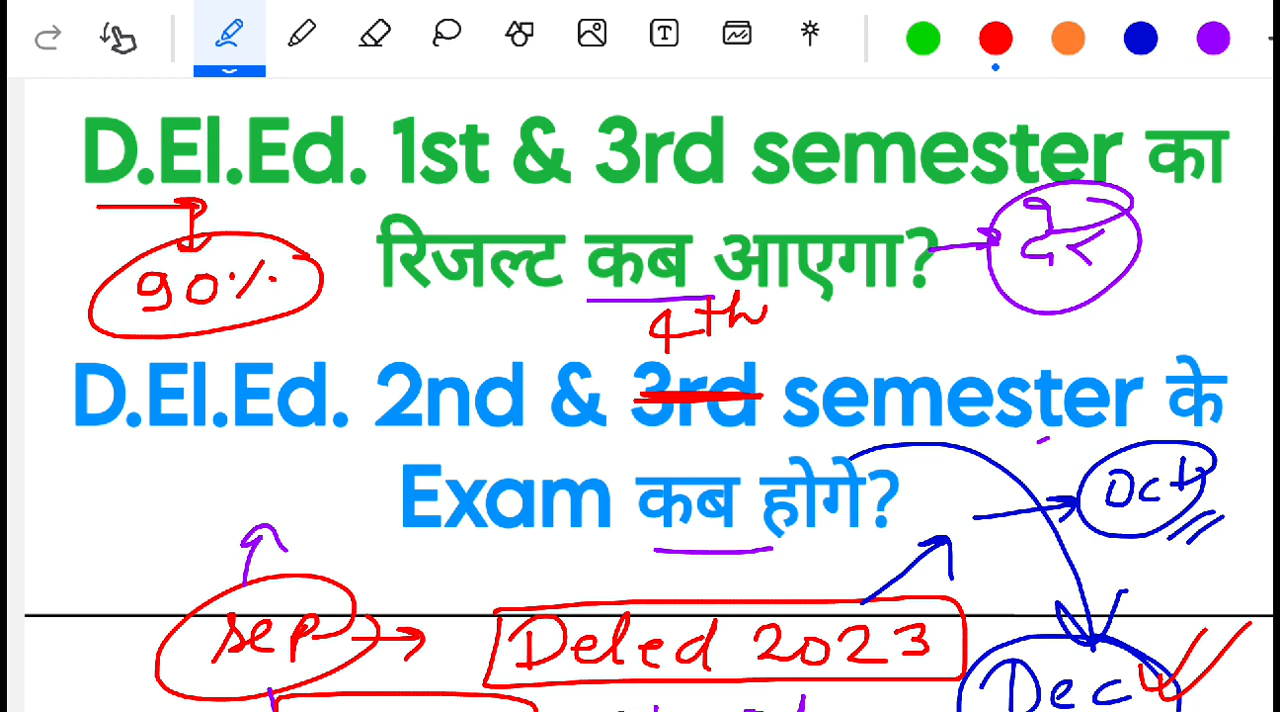 D.El.Ed. 1st & 3rd semester का
90%
रिजल्ट कब आएगा?
4th
D.El.Ed. 2nd & 3rd semester के
Exam कब होगे?
Oct
Sep
Deled 2023
Dec